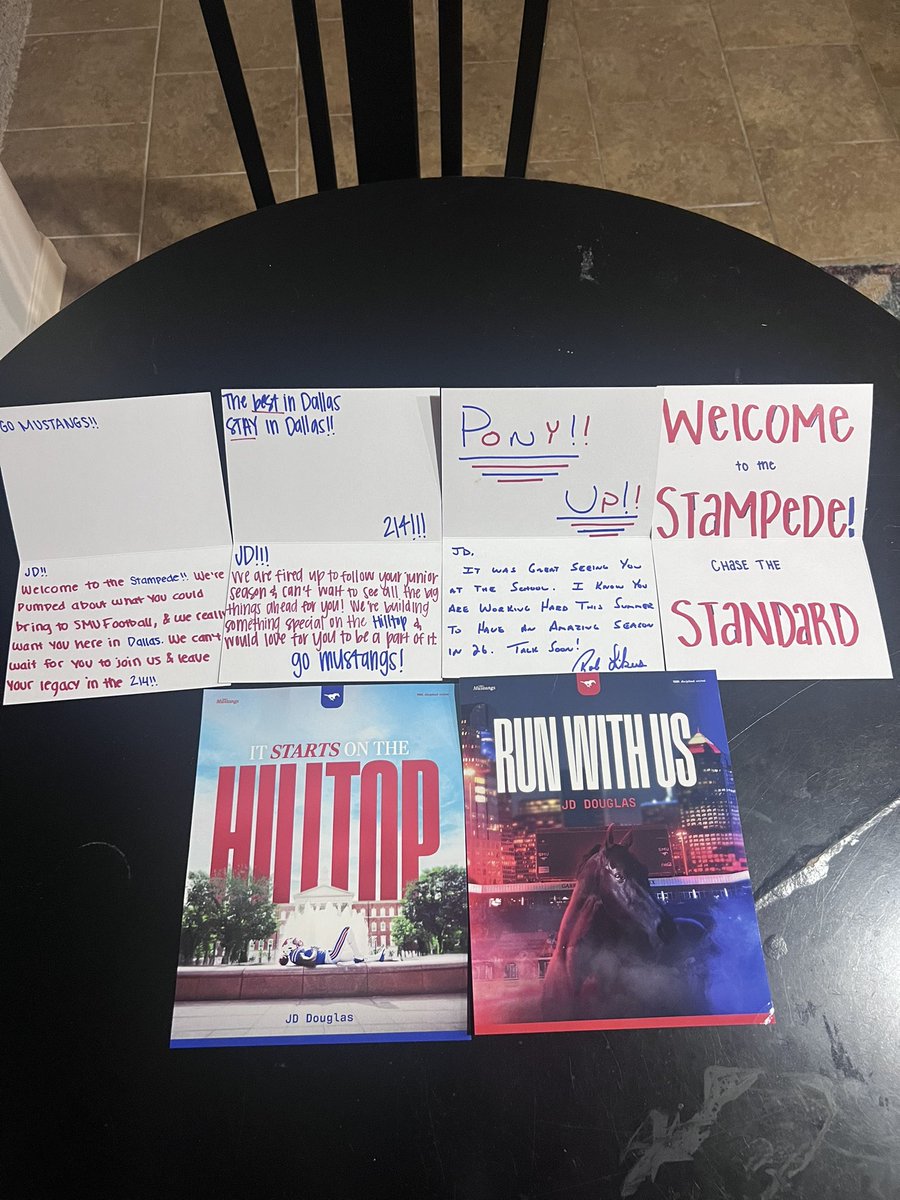 GO MUSTANGS!!
JD!!
Welcome to the Stampede!! We're
pumped about what you could
bring to SMU Football, & we really
want you here in Dallas. We can't
wait for you to join us & leave
your legacy in the 214!!
The best in Dallas
STAY in Dallas!!
214!!!
JD!!!
We are fired up to follow your junior
season & can't wait to see all the big
things ahead for you! We're building
something special on the Hilltop &
would love for you to be a part of it.
go mustangs!
PONY!!
UP!!
JD,
IT WAS GREAT SEEING YOU
AT THE SCHOOL. I KNOW YOU
ARE WORKING HARD THIS SUMMER
TO HAVE AN AMAZING SEASON
IN 26. TALK SOON!
WELCOME
to the
STAMPEDE!
CHASE THE
STANDARD
Mustangs
IT STARTS ON THE
HILLTOP
JD Douglas
Mustangs
RUN WITH US
JD DOUGLAS
SMU